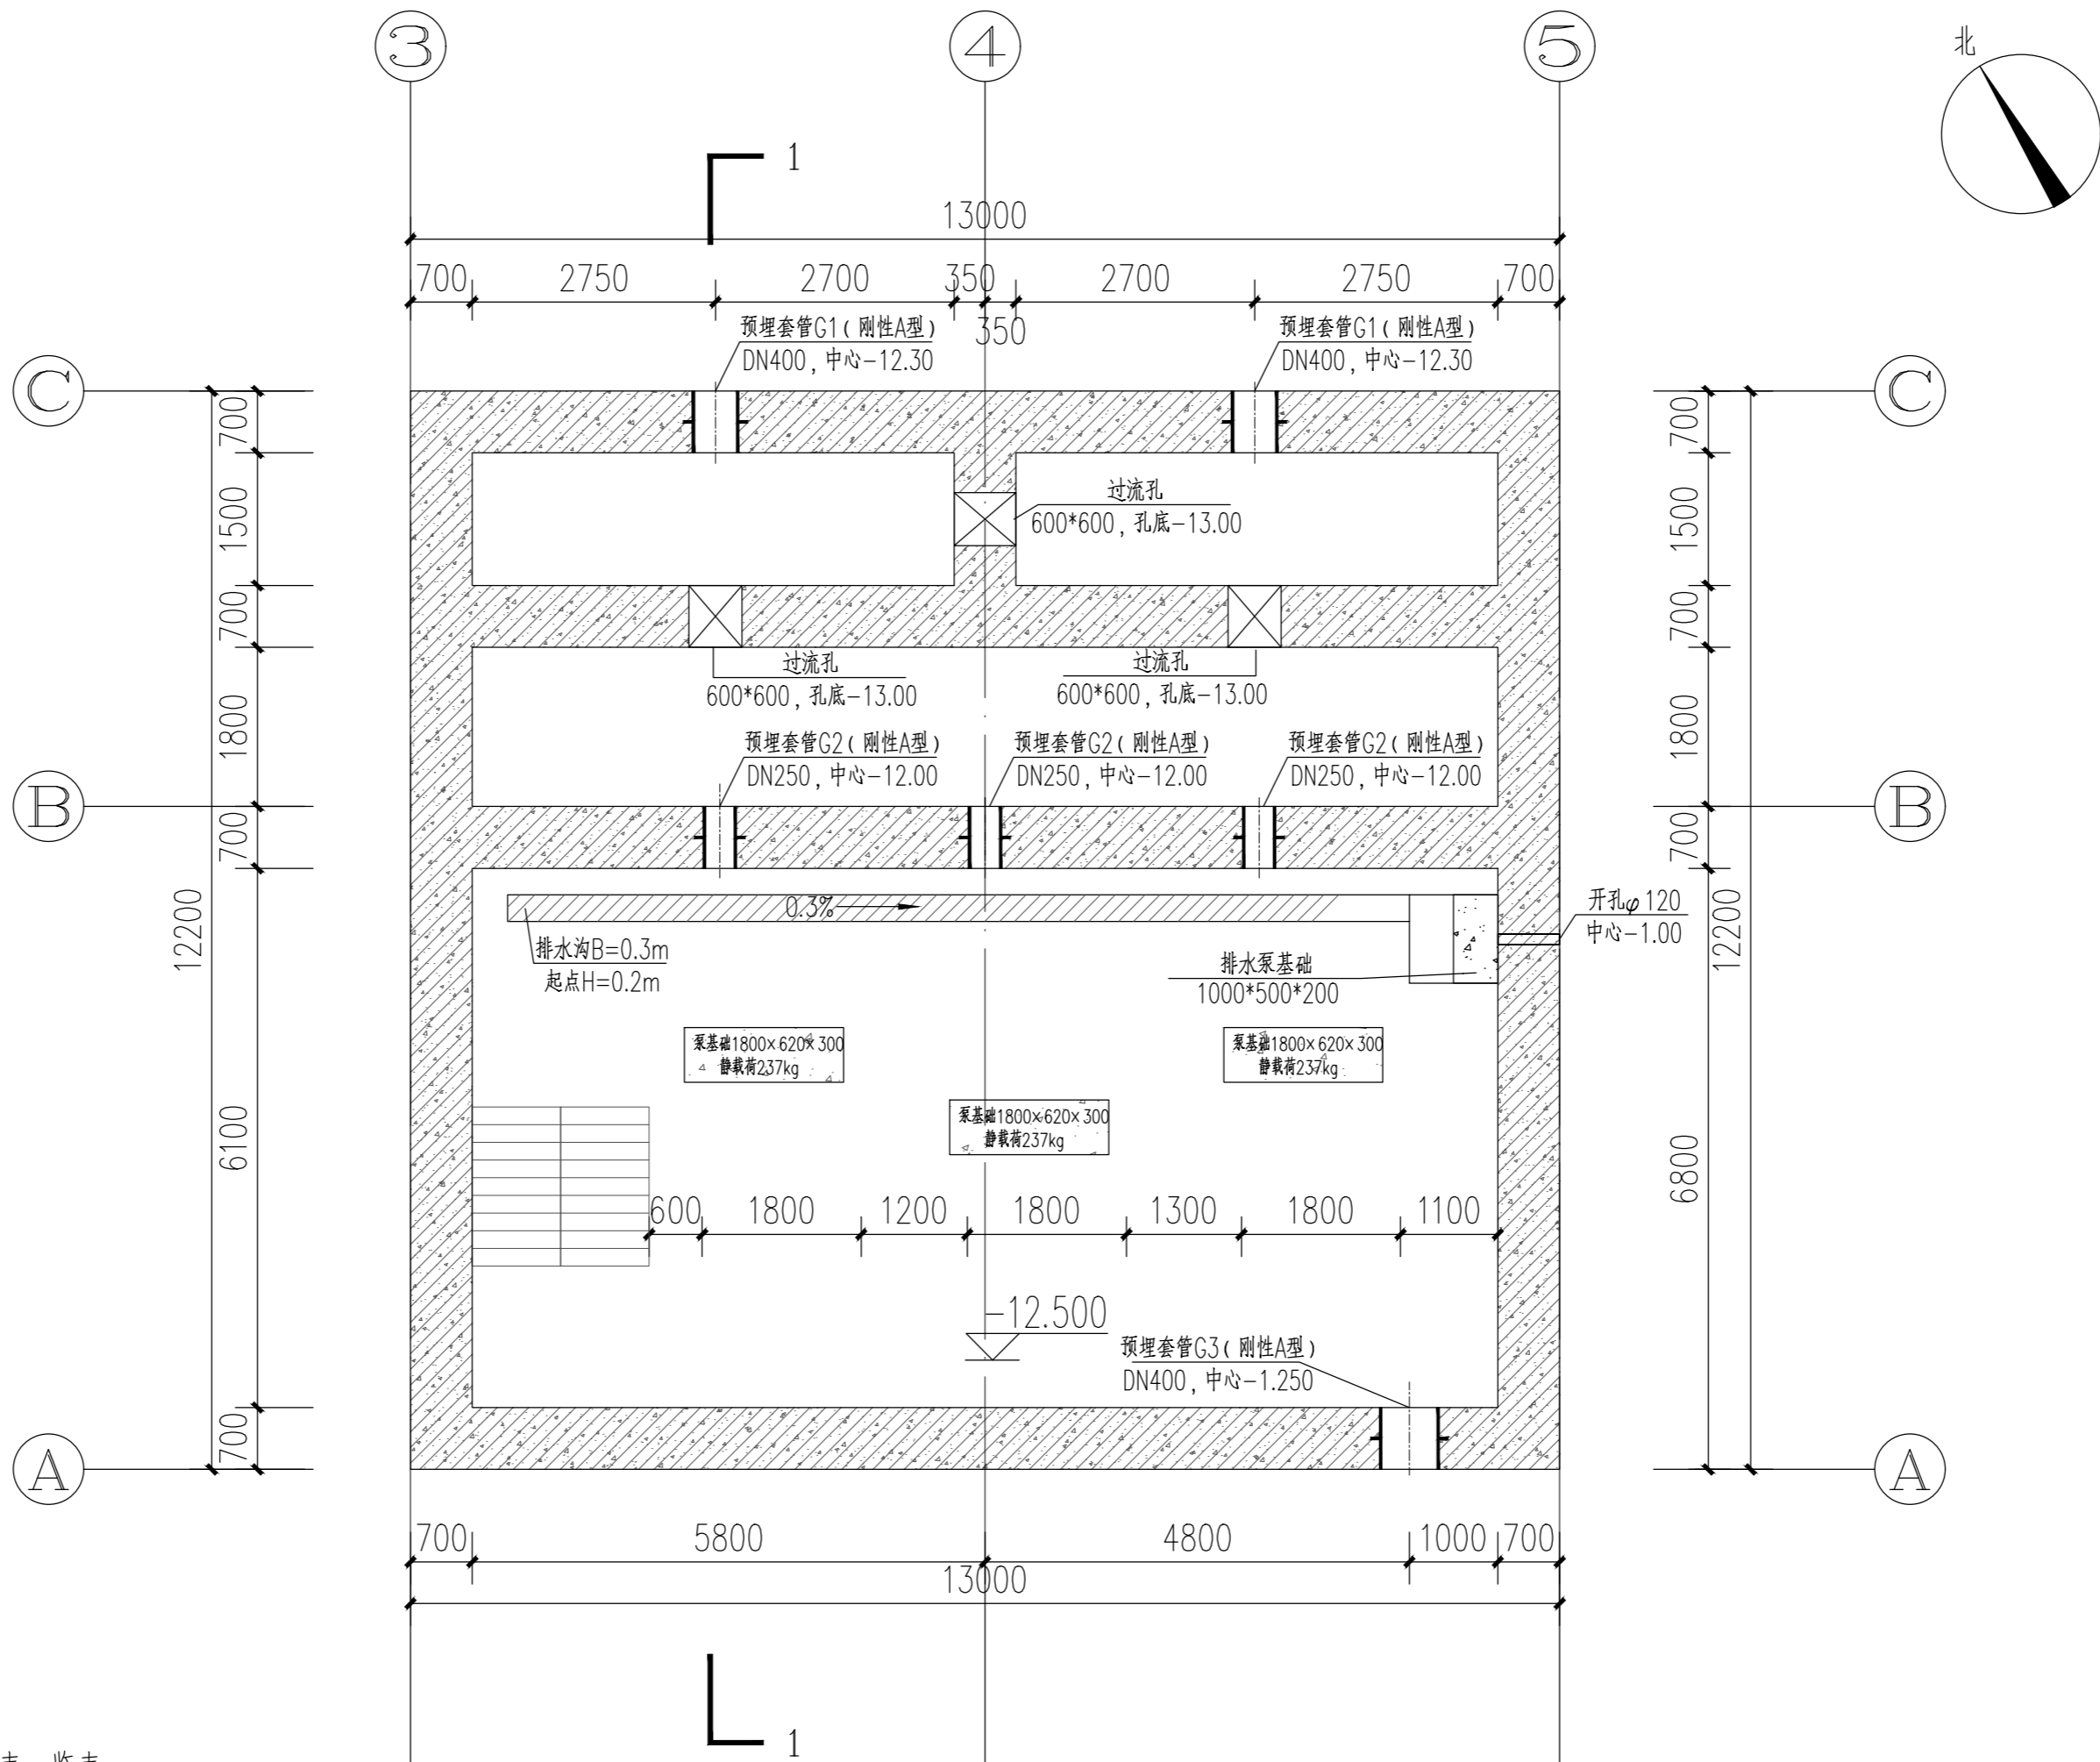 3
4
5
北
1
13000
700 2750 2700 350 2700 2750 700
350
预埋套管G1(刚性A型)
DN400,中心-12.30
预埋套管G1(刚性A型)
DN400,中心-12.30
C
C
700
1500
700
1800
700
6100
700
12200
过流孔
600*600,孔底-13.00
过流孔
600*600,孔底-13.00
过流孔
600*600,孔底-13.00
预埋套管G2(刚性A型)
DN250,中心-12.00
预埋套管G2(刚性A型)
DN250,中心-12.00
预埋套管G2(刚性A型)
DN250,中心-12.00
B
B
700
1500
700
1800
700
6800
12200
0.3%
排水沟B=0.3m
起点H=0.2m
排水泵基础
1000*500*200
开孔φ120
中心-1.00
泵基础1800×620×300
静载荷237kg
泵基础1800×620×300
静载荷237kg
泵基础1800×620×300
静载荷237kg
600 1800 1200 1800 1300 1800 1100
-12.500
预埋套管G3(刚性A型)
DN400,中心-1.250
A
A
700 5800 4800 1000 700
13000
1